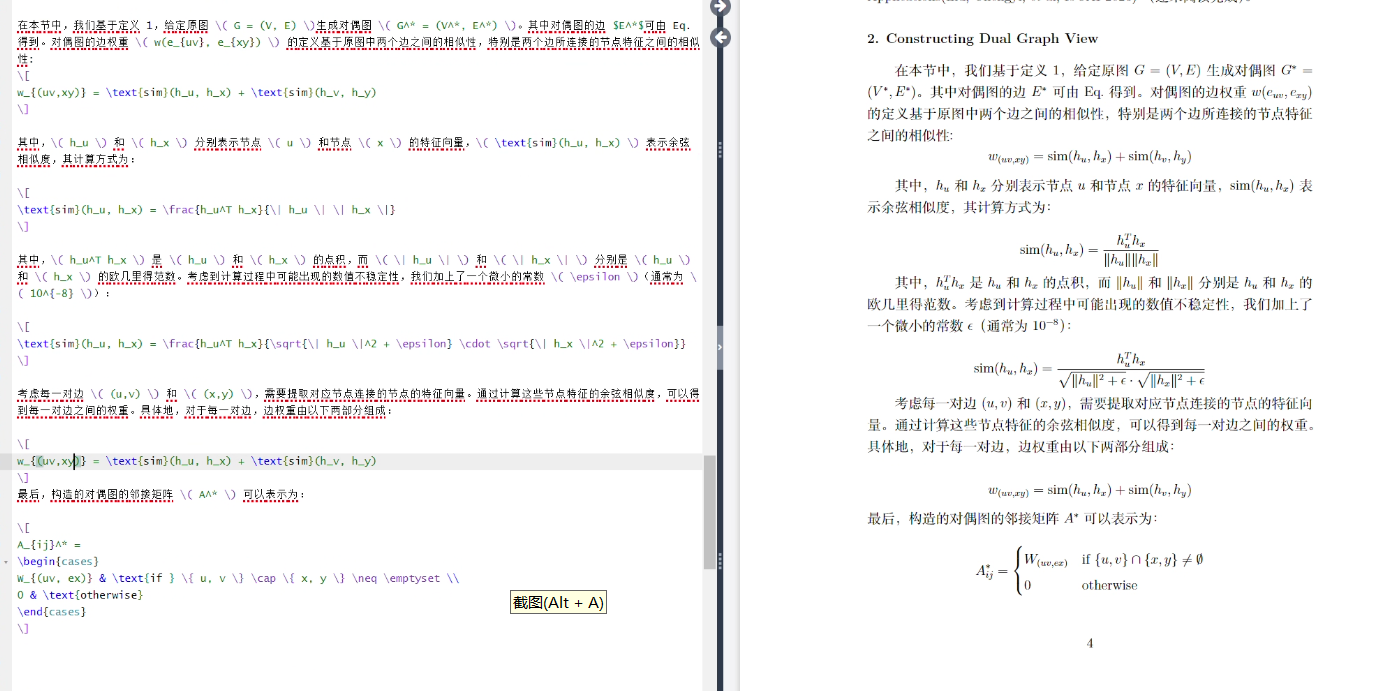 在本节中，我们基于定义 1，给定原图 \( G = (V, E) \)生成对偶图 \( G^* = (V^*, E^*) \)。其中对偶图的边 $E^*$可由 Eq.
得到。对偶图的边权重 \( w(e_{uv}, e_{xy}) \) 的定义基于原图中两个边之间的相似性，特别是两个边所连接的节点特征之间的相似
性：
\[
w_{(uv,xy)} = \text{sim}(h_u, h_x) + \text{sim}(h_v, h_y)
\]
其中，\( h_u \) 和 \( h_x \) 分别表示节点 \( u \) 和节点 \( x \) 的特征向量，\( \text{sim}(h_u, h_x) \) 表示余弦
相似度，其计算方式为：
\[
\text{sim}(h_u, h_x) = \frac{h_u^T h_x}{\| h_u \| \| h_x \|}
\]
其中，\( h_u^T h_x \) 是 \( h_u \) 和 \( h_x \) 的点积，而 \( \| h_u \| \) 和 \( \| h_x \| \) 分别是 \( h_u \)
和 \( h_x \) 的欧几里得范数。考虑到计算过程中可能出现的数值不稳定性，我们加上了一个微小的常数 \( \epsilon \)（通常为 \
( 10^{-8} \)）：
\[
\text{sim}(h_u, h_x) = \frac{h_u^T h_x}{\sqrt{\| h_u \|^2 + \epsilon} \cdot \sqrt{\| h_x \|^2 + \epsilon}}
\]
考虑每一对边 \( (u,v) \) 和 \( (x,y) \)，需要提取对应节点连接的节点的特征向量。通过计算这些节点特征的余弦相似度，可以得
到每一对边之间的权重。具体地，对于每一对边，边权重由以下两部分组成：
\[
w_{(uv,xy)} = \text{sim}(h_u, h_x) + \text{sim}(h_v, h_y)
\]
最后，构造的对偶图的邻接矩阵 \( A^* \) 可以表示为：
\[
A_{ij}^* =
\begin{cases}
W_{(uv, ex)} & \text{if } \{ u, v \} \cap \{ x, y \} \neq \emptyset \\
0 & \text{otherwise}
\end{cases}
\]
截图(Alt + A)
2. Constructing Dual Graph View
在本节中，我们基于定义 1，给定原图 G = (V, E) 生成对偶图 G* =
(V*, E*)。其中对偶图的边 E* 可由 Eq. 得到。对偶图的边权重 w(e_{uv}, e_{xy})
的定义基于原图中两个边之间的相似性，特别是两个边所连接的节点特征
之间的相似性:
w_{(uv,xy)} = sim(h_u, h_x) + sim(h_v, h_y)
其中，h_u 和 h_x 分别表示节点 u 和节点 x 的特征向量，sim(h_u, h_x) 表
示余弦相似度，其计算方式为：
sim(h_u, h_x) = h_u^T h_x / ‖h_u‖‖h_x‖
其中，h_u^T h_x 是 h_u 和 h_x 的点积，而 ‖h_u‖ 和 ‖h_x‖ 分别是 h_u 和 h_x 的
欧几里得范数。考虑到计算过程中可能出现的数值不稳定性，我们加上了
一个微小的常数 ϵ（通常为 10^{-8}）：
sim(h_u, h_x) = h_u^T h_x / √(‖h_u‖² + ϵ) · √(‖h_x‖² + ϵ)
考虑每一对边 (u, v) 和 (x, y)，需要提取对应节点连接的节点的特征向
量。通过计算这些节点特征的余弦相似度，可以得到每一对边之间的权重。
具体地，对于每一对边，边权重由以下两部分组成：
w_{(uv,xy)} = sim(h_u, h_x) + sim(h_v, h_y)
最后，构造的对偶图的邻接矩阵 A* 可以表示为：
A*_{ij} = { W_{(uv,ex)} if {u, v} ∩ {x, y} ≠ ∅
0 otherwise
4